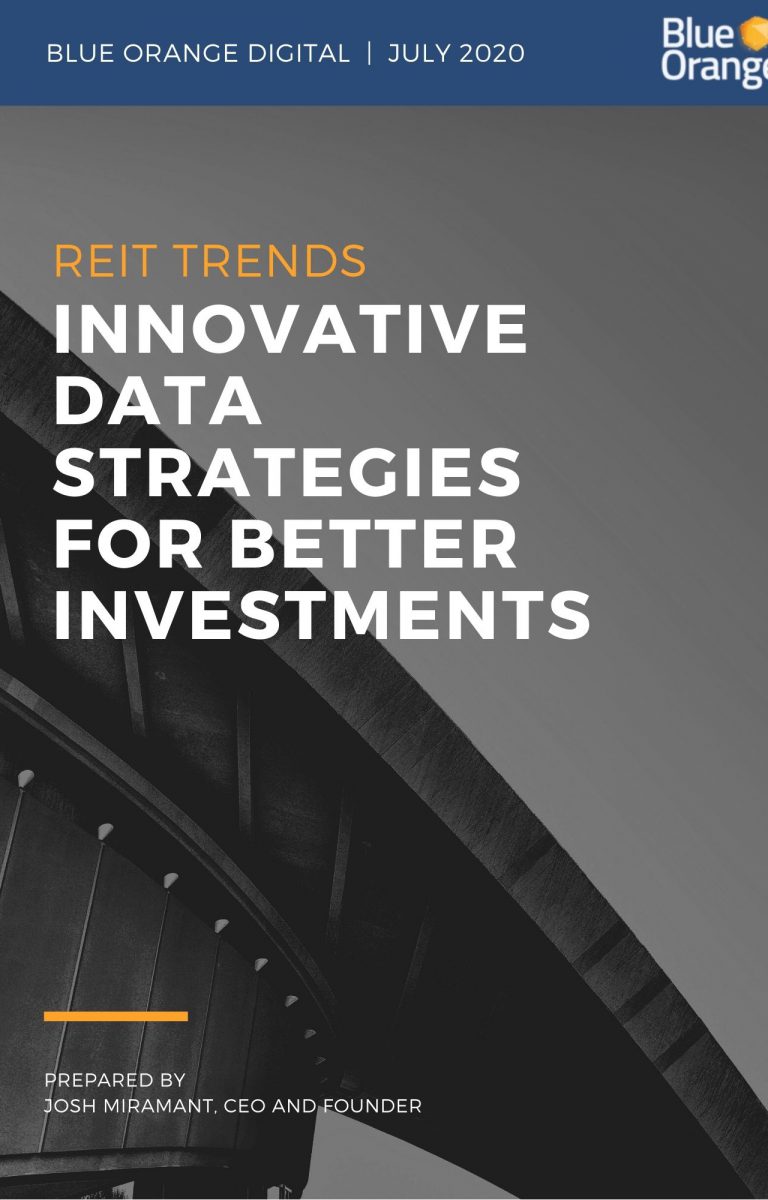 BLUE ORANGE DIGITAL | JULY 2020
Blue
Orange
REIT TRENDS
INNOVATIVE
DATA
STRATEGIES
FOR BETTER
INVESTMENTS
PREPARED BY
JOSH MIRAMANT, CEO AND FOUNDER